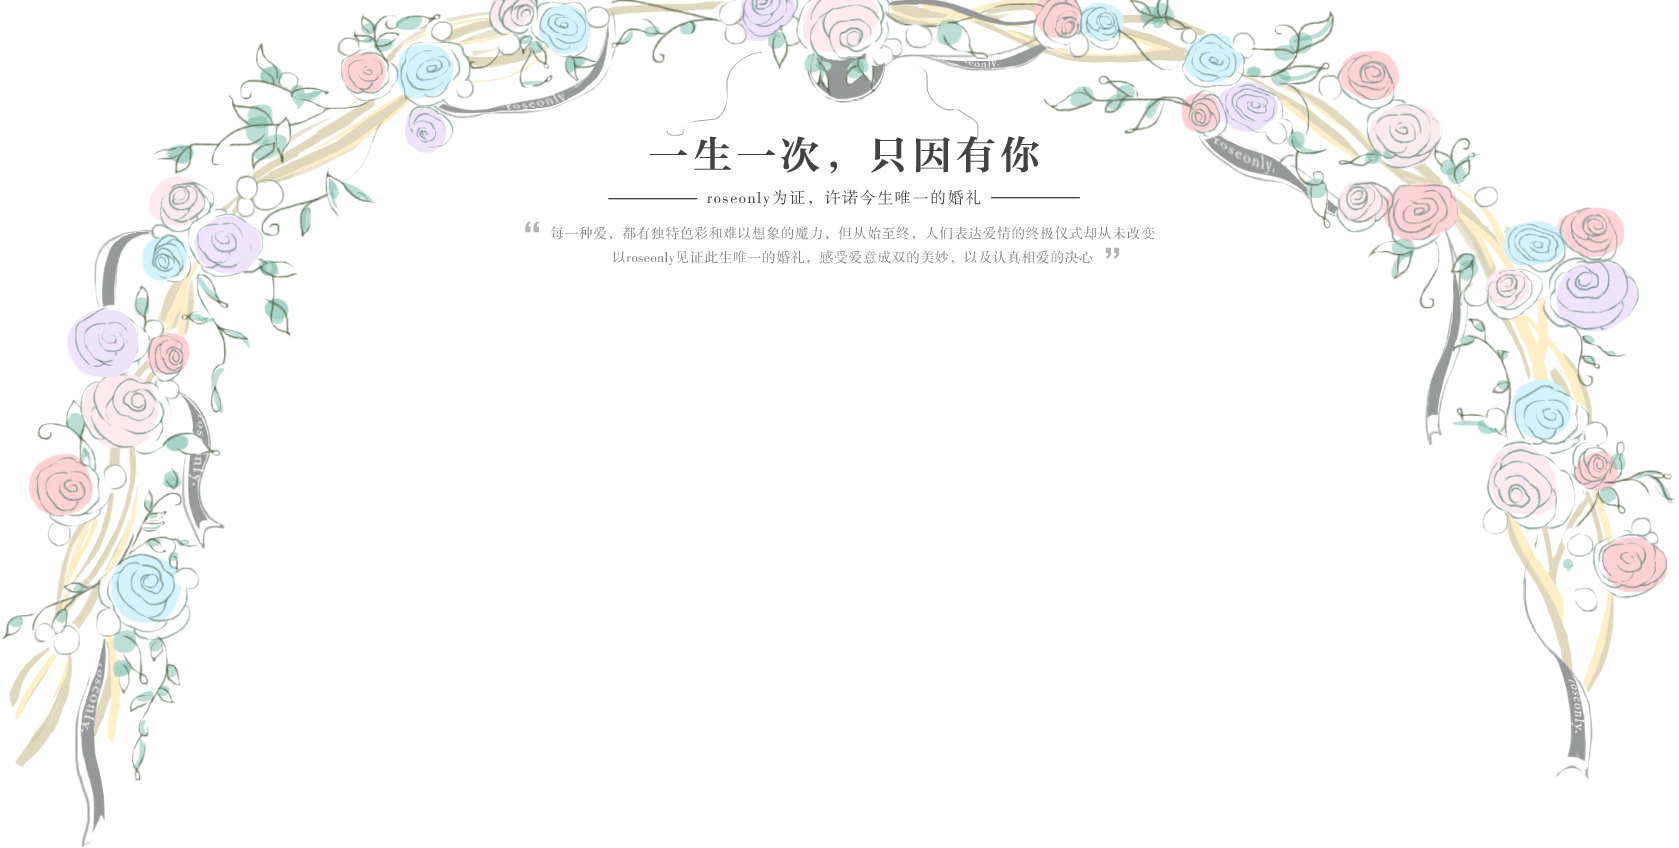 roseonly.
roseonly
roseonly.
一生一次，只因有你
roseonly为证，许诺今生唯一的婚礼
“ 每一种爱，都有独特色彩和难以想象的魔力，但从始至终，人们表达爱情的终极仪式却从未改变
以roseonly见证此生唯一的婚礼，感受爱意成双的美妙，以及认真相爱的决心 ”
roseonly.
roseonly.